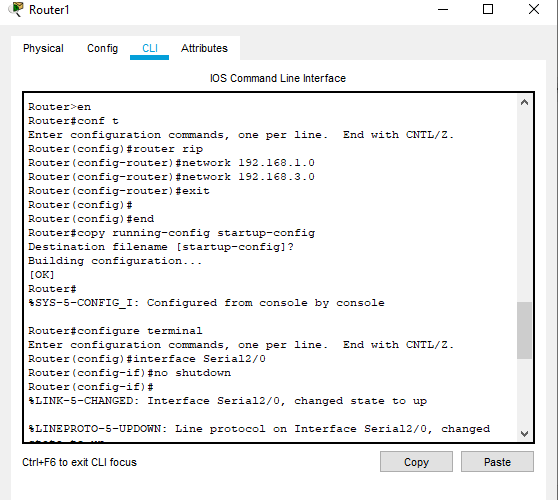 Router1
Physical Config CLI Attributes
IOS Command Line Interface
Router>en
Router#conf t
Enter configuration commands, one per line.  End with CNTL/Z.
Router(config)#router rip
Router(config-router)#network 192.168.1.0
Router(config-router)#network 192.168.3.0
Router(config-router)#exit
Router(config)#
Router(config)#end
Router#copy running-config startup-config
Destination filename [startup-config]?
Building configuration...
[OK]
Router#
%SYS-5-CONFIG_I: Configured from console by console
Router#configure terminal
Enter configuration commands, one per line.  End with CNTL/Z.
Router(config)#interface Serial2/0
Router(config-if)#no shutdown
Router(config-if)#
%LINK-5-CHANGED: Interface Serial2/0, changed state to up
%LINEPROTO-5-UPDOWN: Line protocol on Interface Serial2/0, changed
state to up
Ctrl+F6 to exit CLI focus
Copy Paste